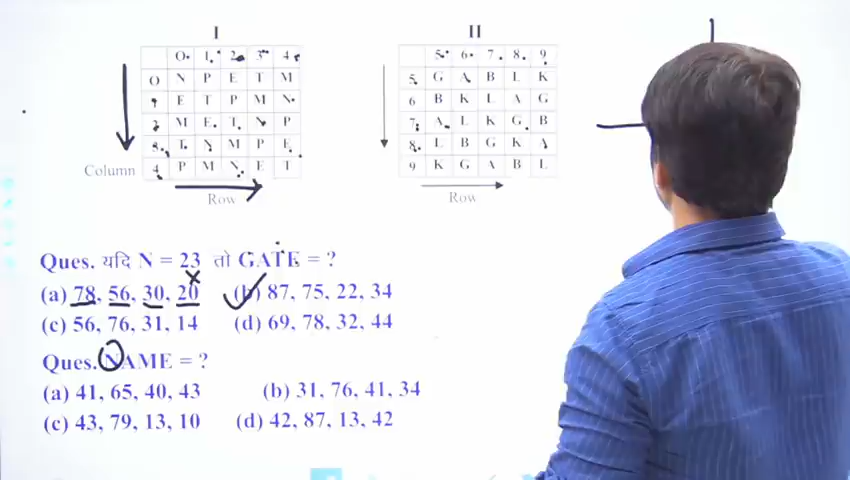 I
0 1 2 3 4
0 N P E T M
1 E T P M N
2 M E T N P
3 T N M P E
4 P M N E T
Column
Row
II
5 6 7 8 9
5 G A B L K
6 B K L A G
7 A L K G B
8 L B G K A
9 K G A B L
Row
Ques. यदि N = 23 तो GATE = ?
(a) 78, 56, 30, 20 (b) 87, 75, 22, 34
(c) 56, 76, 31, 14 (d) 69, 78, 32, 44
Ques. NAME = ?
(a) 41, 65, 40, 43 (b) 31, 76, 41, 34
(c) 43, 79, 13, 10 (d) 42, 87, 13, 42